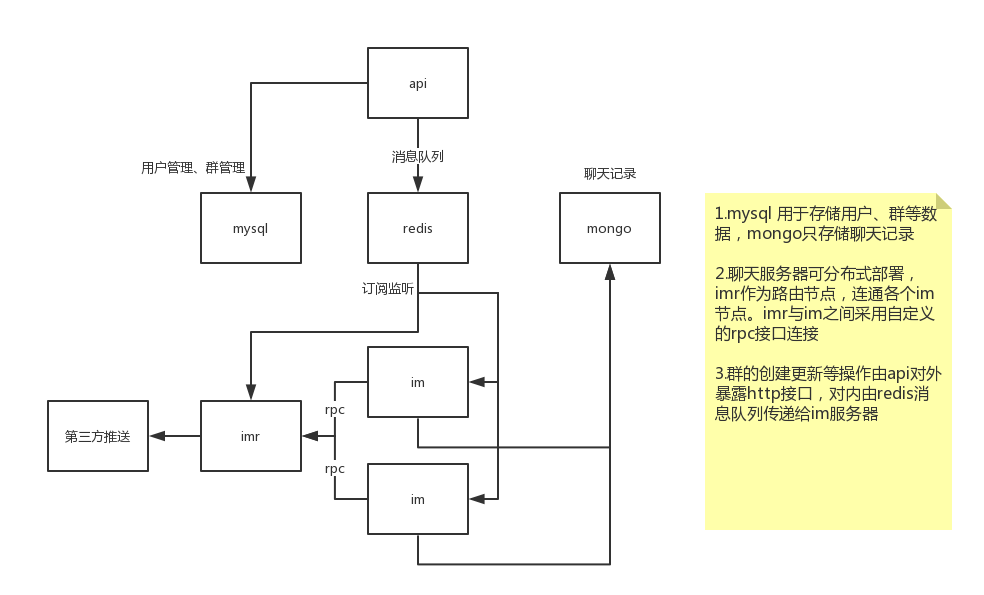 api
消息队列
用户管理、群管理
聊天记录
mysql
redis
mongo
订阅监听
im
rpc
第三方推送
imr
rpc
im
1.mysql 用于存储用户、群等数
据，mongo只存储聊天记录
2.聊天服务器可分布式部署，
imr作为路由节点，连通各个im
节点。imr与im之间采用自定义
的rpc接口连接
3.群的创建更新等操作由api对外
暴露http接口，对内由redis消
息队列传递给im服务器